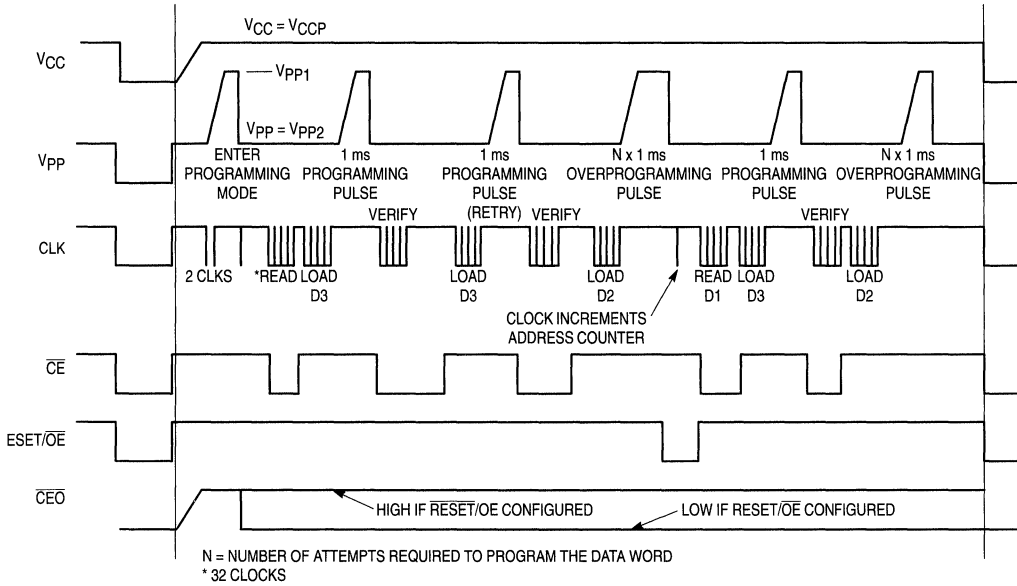 VCC = VCCP
VCC
VPP1
VPP = VPP2
VPP
ENTER PROGRAMMING MODE
1 ms PROGRAMMING PULSE
1 ms PROGRAMMING PULSE (RETRY)
N x 1 ms OVERPROGRAMMING PULSE
1 ms PROGRAMMING PULSE
N x 1 ms OVERPROGRAMMING PULSE
VERIFY
VERIFY
VERIFY
CLK
2 CLKS
*READ
LOAD D3
LOAD D3
LOAD D2
READ D1
LOAD D3
LOAD D2
CLOCK INCREMENTS
ADDRESS COUNTER
CE
ESET/OE
CEO
HIGH IF RESET/OE CONFIGURED
LOW IF RESET/OE CONFIGURED
N = NUMBER OF ATTEMPTS REQUIRED TO PROGRAM THE DATA WORD
* 32 CLOCKS